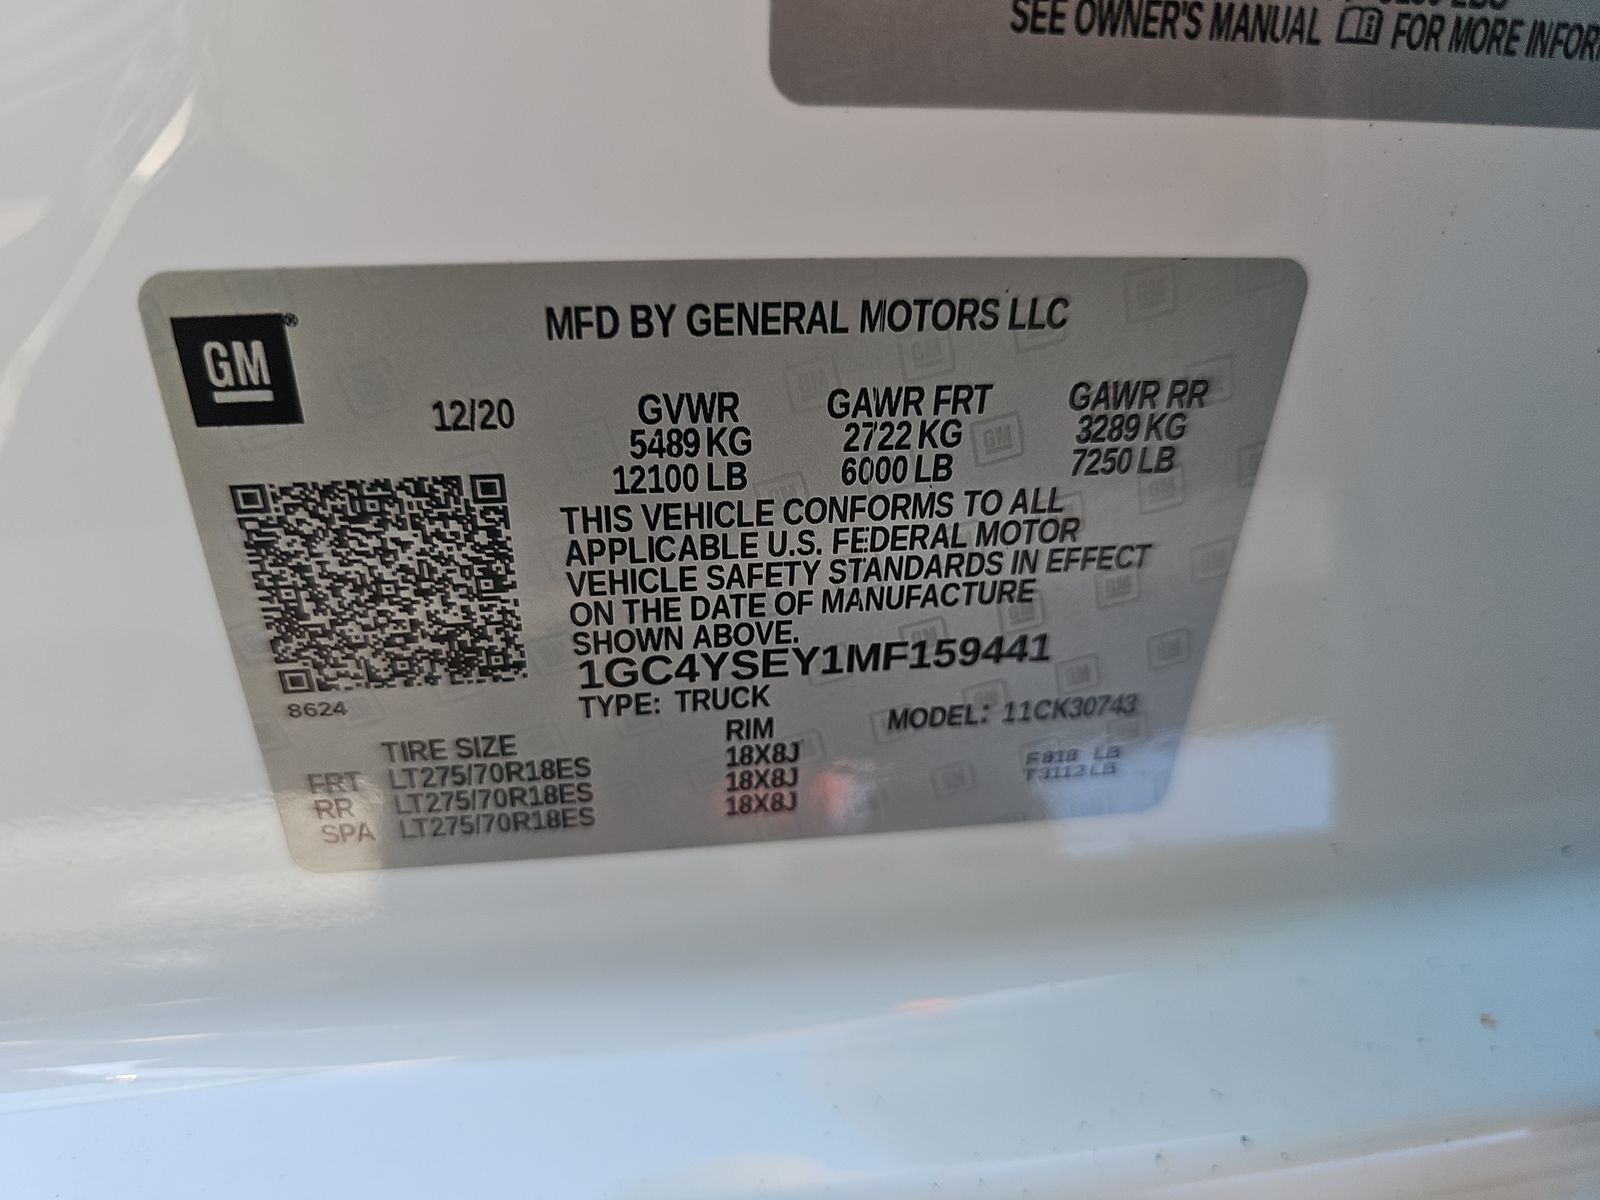 SEE OWNER'S MANUAL FOR MORE INFOR
GM
MFD BY GENERAL MOTORS LLC
12/20 GVWR GAWR FRT GAWR RR
5489 KG 2722 KG 3289 KG
12100 LB 6000 LB 7250 LB
THIS VEHICLE CONFORMS TO ALL
APPLICABLE U.S. FEDERAL MOTOR
VEHICLE SAFETY STANDARDS IN EFFECT
ON THE DATE OF MANUFACTURE
SHOWN ABOVE.
1GC4YSEY1MF159441
8624
TYPE: TRUCK MODEL: 11CK30743
TIRE SIZE RIM
FRT LT275/70R18ES 18X8J
RR LT275/70R18ES 18X8J
SPA LT275/70R18ES 18X8J
F818 LB
T3112 LB